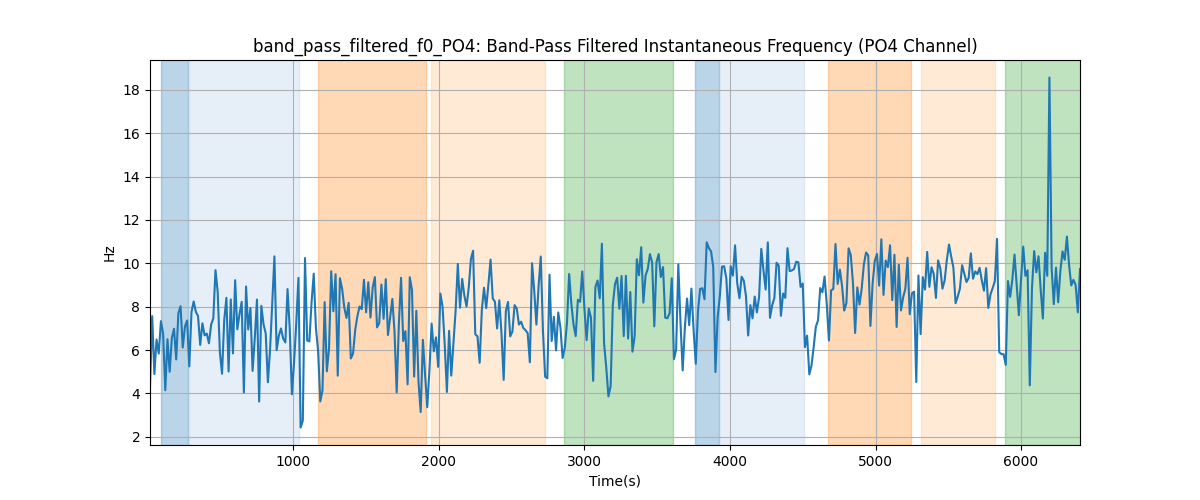 band_pass_filtered_f0_PO4: Band-Pass Filtered Instantaneous Frequency (PO4 Channel)
18
16
14
12
10
8
6
4
2
Hz
1000 2000 3000 4000 5000 6000
Time(s)